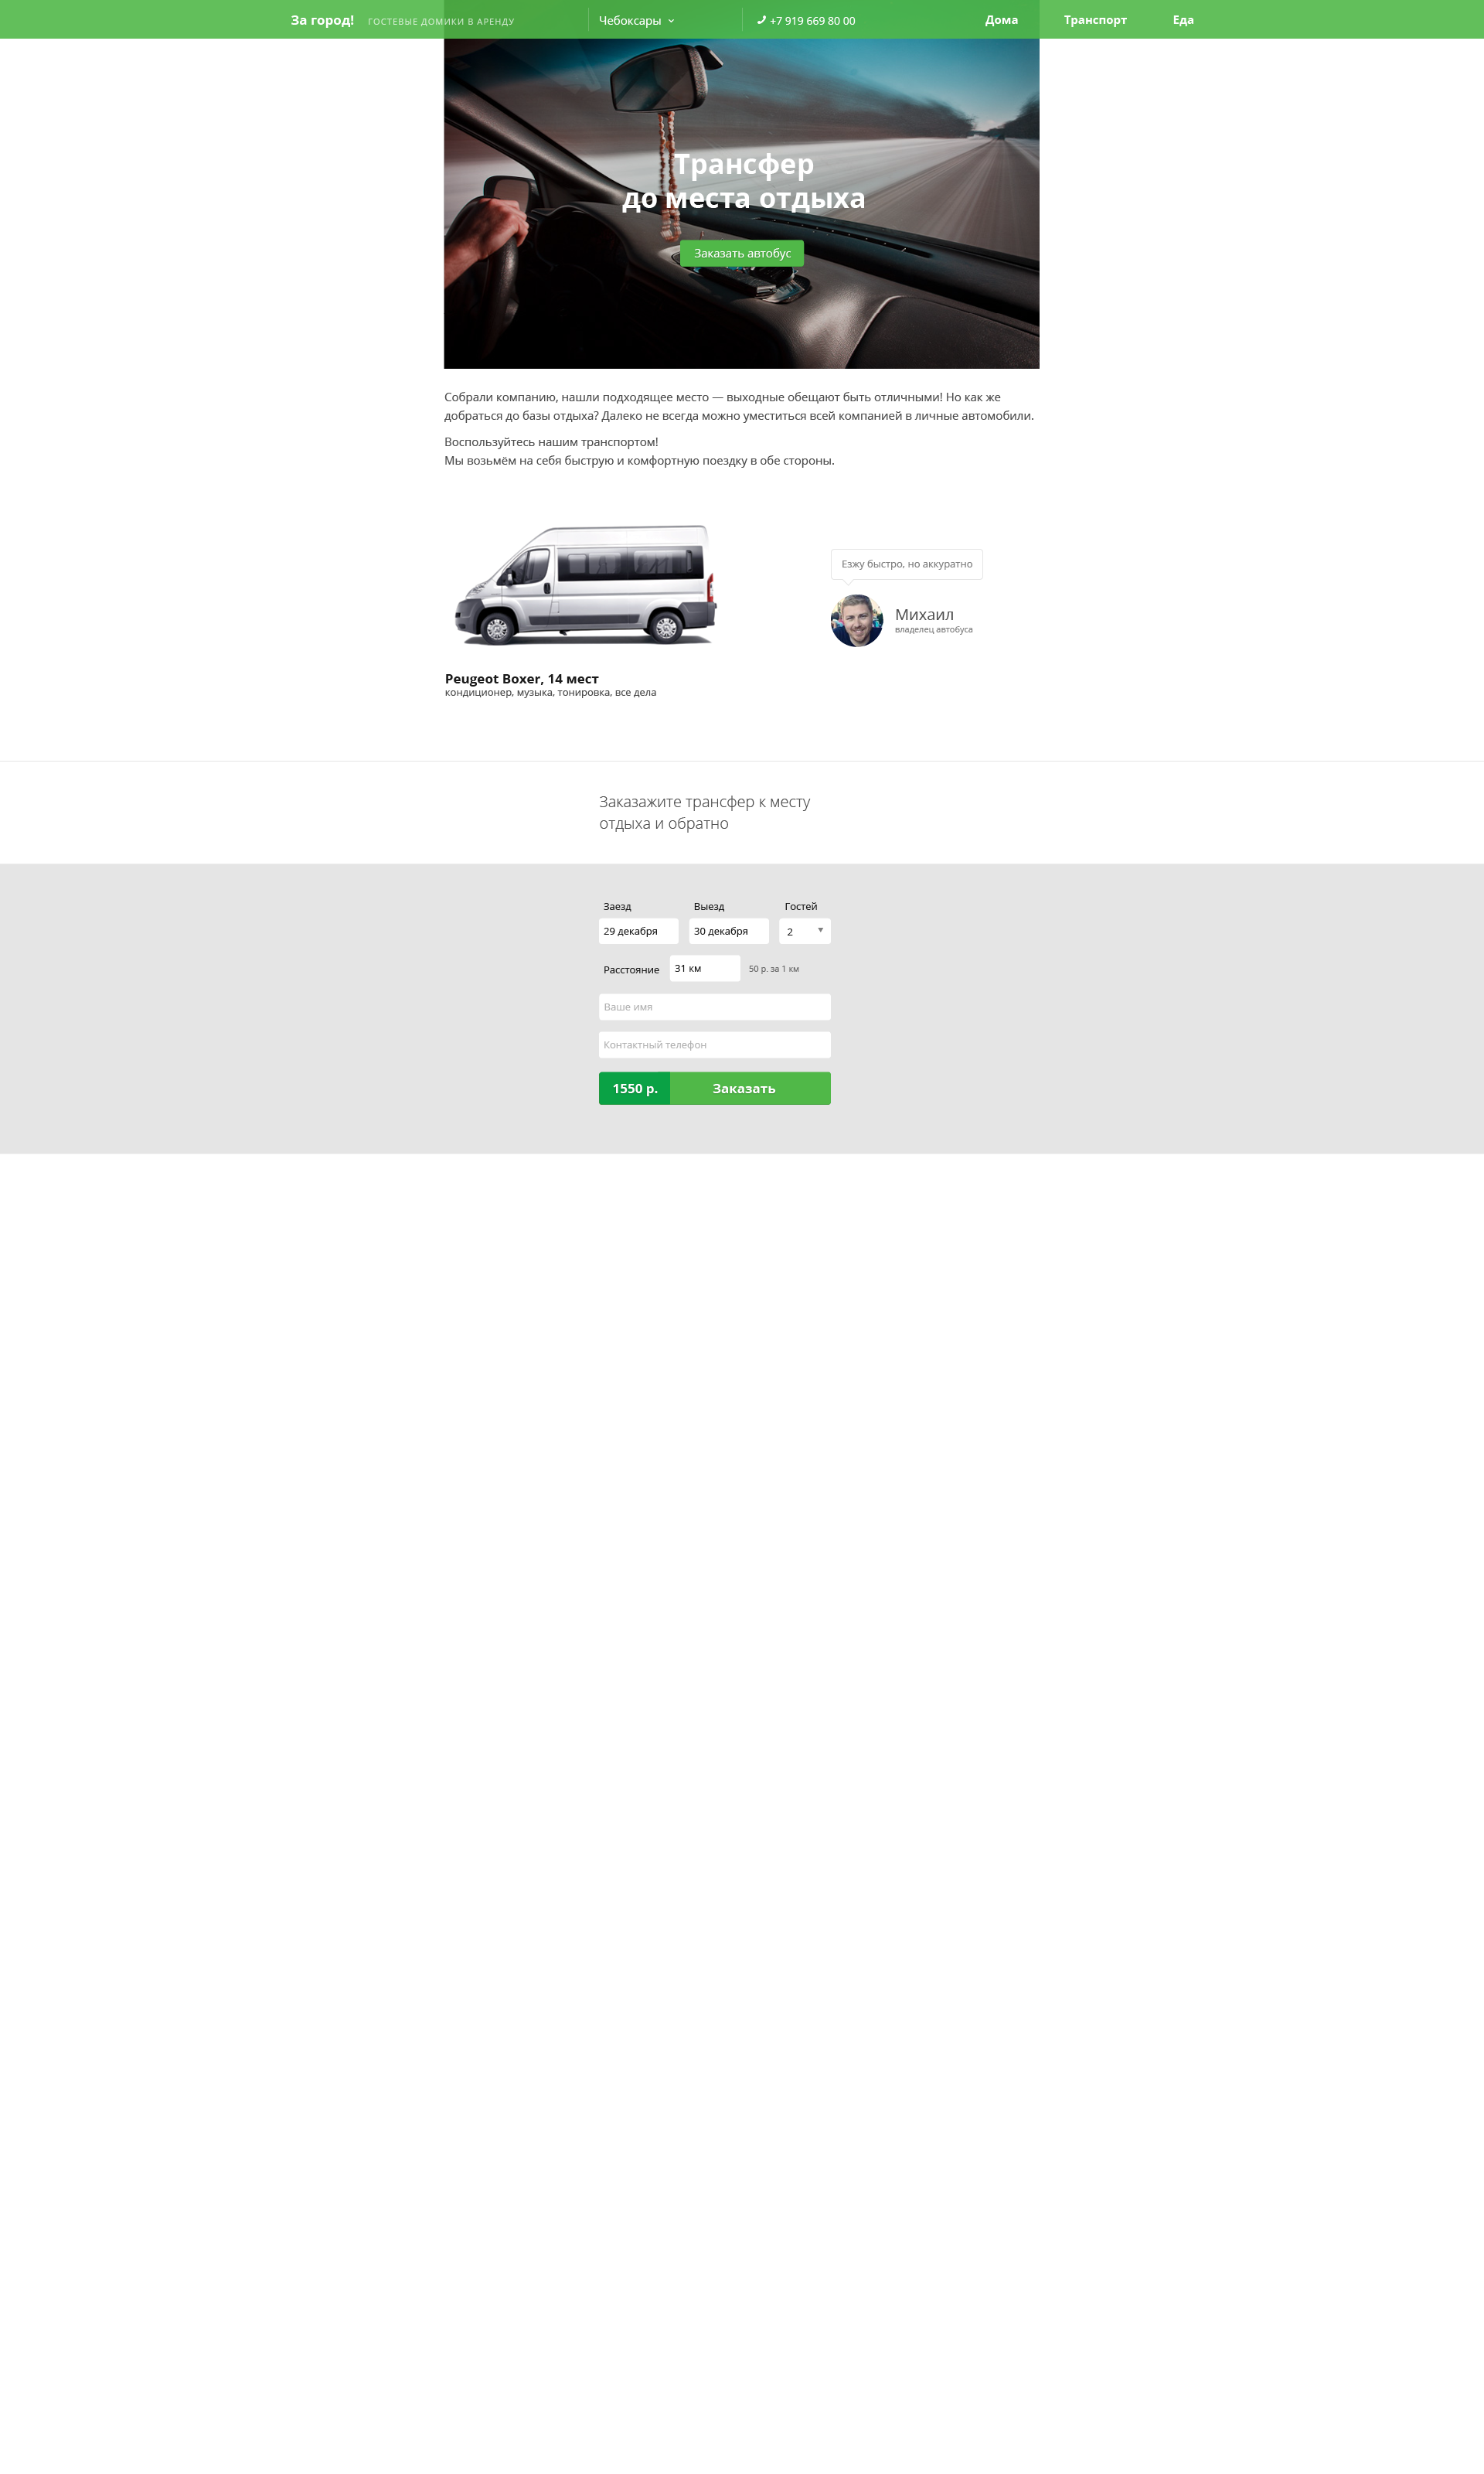 За город! ГОСТЕВЫЕ ДОМИКИ В АРЕНДУ Чебоксары +7 919 669 80 00 Дома Транспорт Еда
Трансфер
до места отдыха
Заказать автобус
Собрали компанию, нашли подходящее место — выходные обещают быть отличными! Но как же
добраться до базы отдыха? Далеко не всегда можно уместиться всей компанией в личные автомобили.
Воспользуйтесь нашим транспортом!
Мы возьмём на себя быструю и комфортную поездку в обе стороны.
Езжу быстро, но аккуратно
Михаил
владелец автобуса
Peugeot Boxer, 14 мест
кондиционер, музыка, тонировка, все дела
Заказажите трансфер к месту
отдыха и обратно
Заезд Выезд Гостей
29 декабря 30 декабря 2
Расстояние 31 км 50 р. за 1 км
Ваше имя
Контактный телефон
1550 р. Заказать